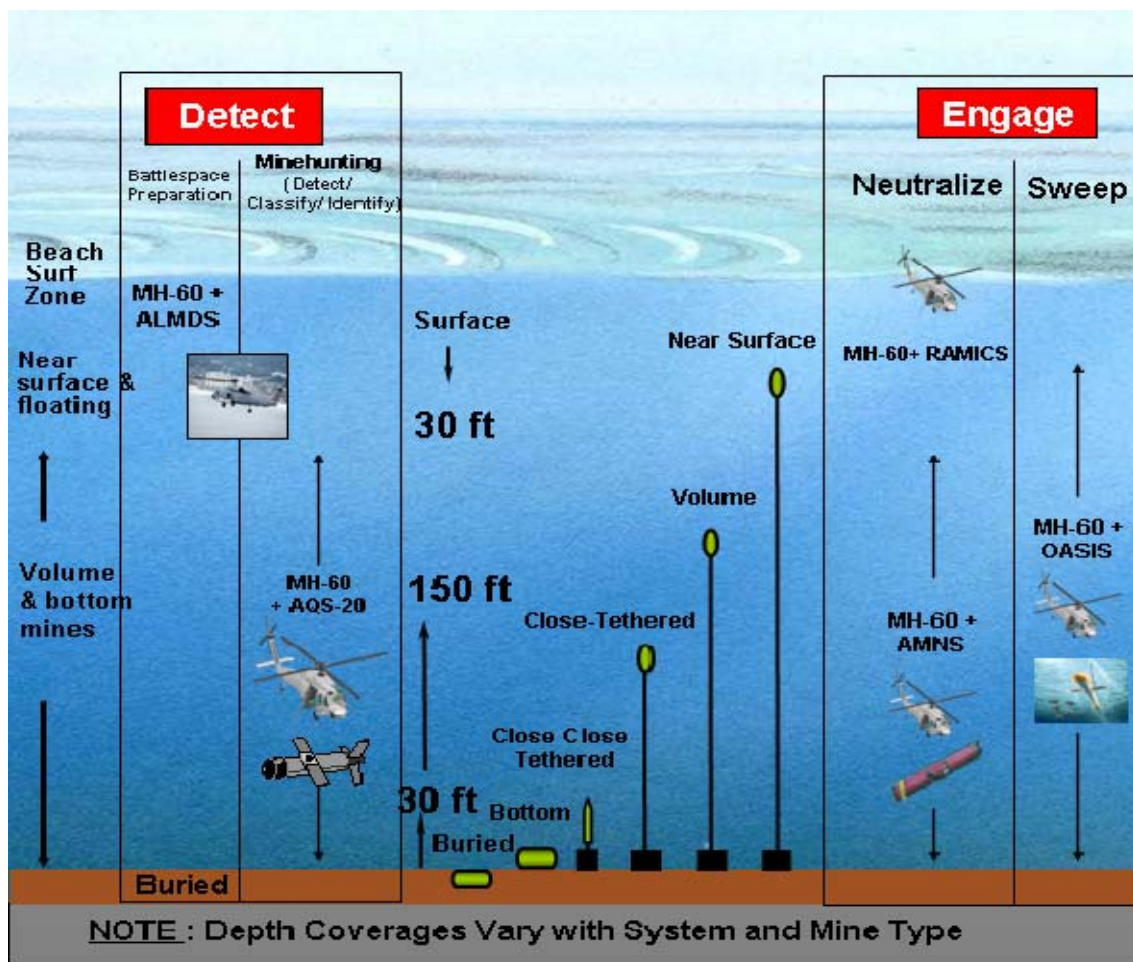 Detect
Battlespace
Preparation
Minehunting
( Detect/
Classify/ Identify)
Engage
Neutralize
Sweep
Beach
Surf
Zone
MH-60 +
ALMDS
Near
surface &
floating
Volume
& bottom
mines
MH-60
+ AQS-20
Surface
30 ft
150 ft
30 ft
Buried
Bottom
Close Close
Tethered
Close-Tethered
Volume
Near Surface
MH-60+ RAMICS
MH-60 +
AMNS
MH-60 +
OASIS
Buried
NOTE : Depth Coverages Vary with System and Mine Type